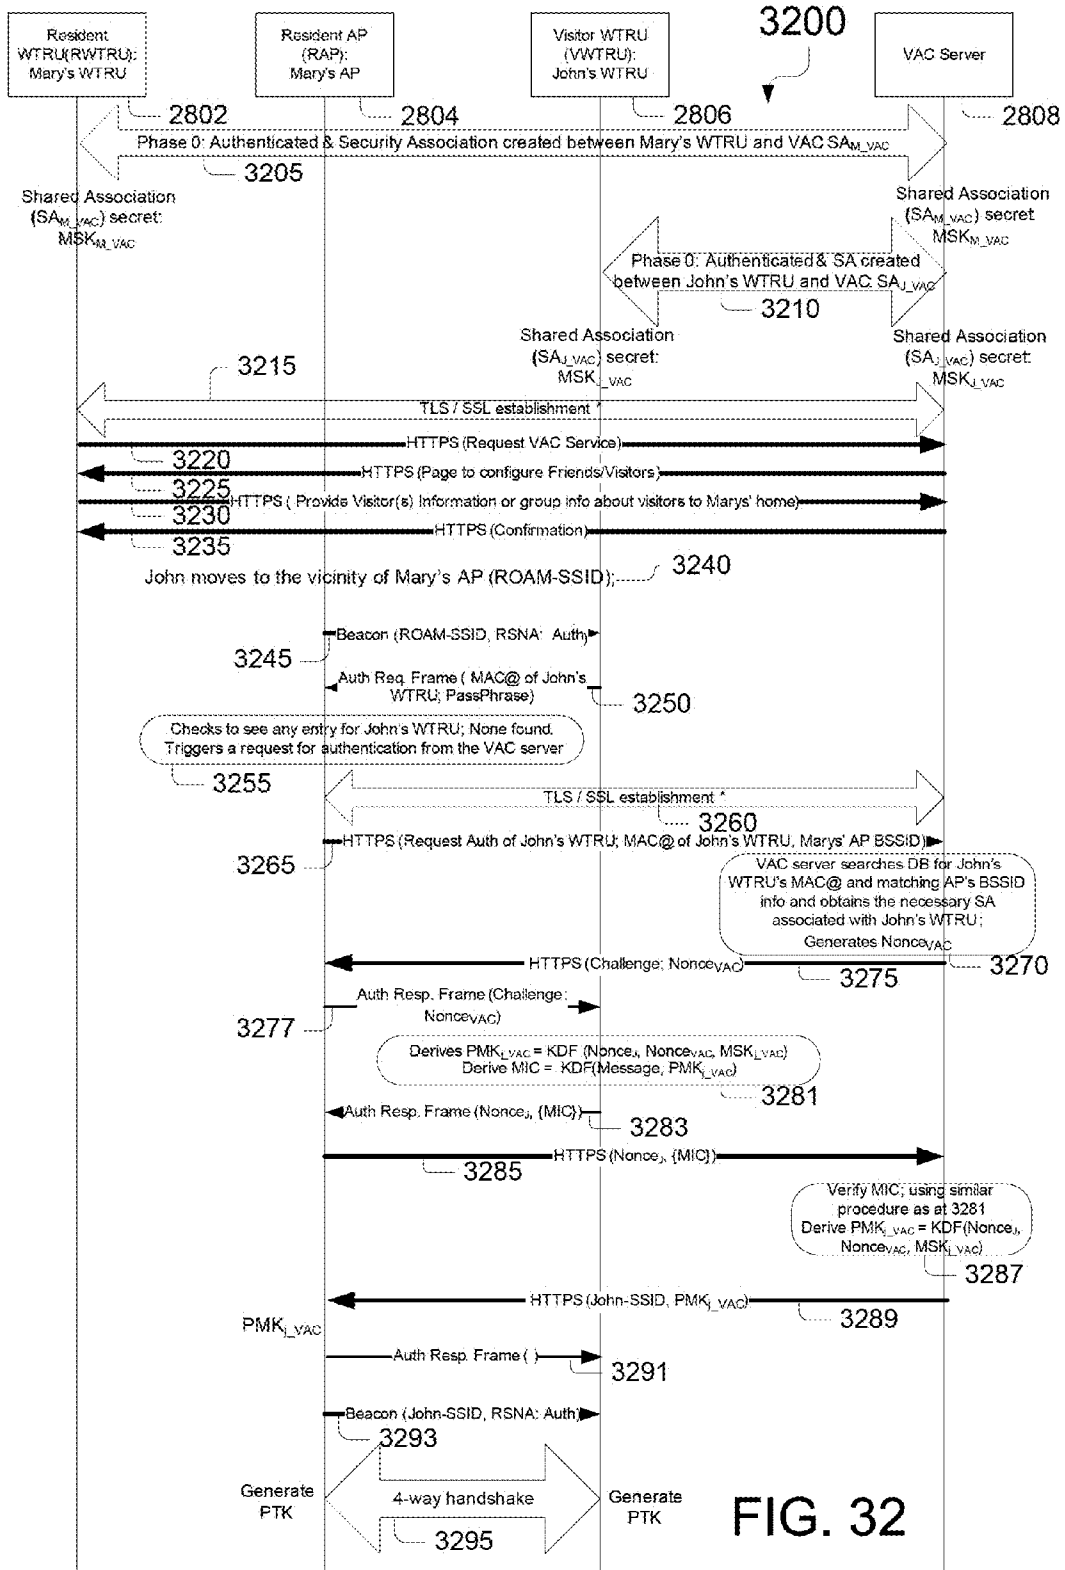 3200
Resident
WTRU(RWTRU):
Mary's WTRU
Resident AP
(RAP):
Mary's AP
Visitor WTRU
(VWTRU):
John's WTRU
VAC Server
2802
2804
2806
2808
Phase 0: Authenticated & Security Association created between Mary's WTRU and VAC SAM_VAC
3205
Shared Association
(SAM_VAC) secret:
MSKM_VAC
Shared Association
(SAM_VAC) secret
MSKM_VAC
Phase 0: Authenticated & SA created
between John's WTRU and VAC SAJ_VAC
3210
Shared Association
(SAJ_VAC) secret:
MSKJ_VAC
Shared Association
(SAJ_VAC) secret:
MSKJ_VAC
3215
TLS / SSL establishment *
HTTPS (Request VAC Service)
3220
HTTPS (Page to configure Friends/Visitors)
3225
HTTPS ( Provide Visitor(s) Information or group info about visitors to Marys' home)
3230
HTTPS (Confirmation)
3235
3240
John moves to the vicinity of Mary's AP (ROAM-SSID);
Beacon (ROAM-SSID, RSNA: Auth)
3245
Auth Req. Frame ( MAC@ of John's
WTRU; PassPhrase)
3250
Checks to see any entry for John's WTRU; None found.
Triggers a request for authentication from the VAC server
3255
TLS / SSL establishment *
3260
HTTPS (Request Auth of John's WTRU; MAC@ of John's WTRU, Marys' AP BSSID)
3265
VAC server searches DB for John's
WTRU's MAC@ and matching AP's BSSID
info and obtains the necessary SA
associated with John's WTRU;
Generates NonceVAC
3270
HTTPS (Challenge; NonceVAC)
3275
Auth Resp. Frame (Challenge:
NonceVAC)
3277
Derives PMKj_VAC = KDF (NonceJ, NonceVAC, MSKj_VAC)
Derive MIC = KDF(Message, PMKj_VAC)
3281
Auth Resp. Frame (NonceJ, {MIC})
3283
HTTPS (NonceJ, {MIC})
3285
Verify MIC; using similar
procedure as at 3281
Derive PMKj_VAC = KDF(NonceJ,
NonceVAC, MSKj_VAC)
3287
HTTPS (John-SSID, PMKj_VAC)
3289
PMKj_VAC
Auth Resp. Frame ( )
3291
Beacon (John-SSID, RSNA: Auth)
3293
Generate
PTK
4-way handshake
Generate
PTK
3295
FIG. 32